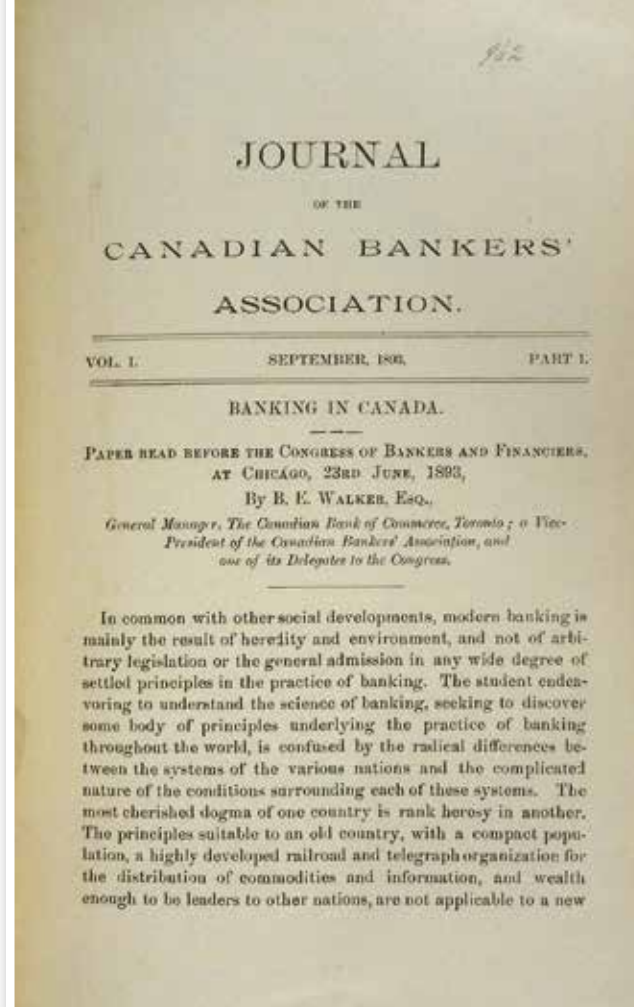 962
JOURNAL
OF THE
CANADIAN BANKERS'
ASSOCIATION.
VOL. I. SEPTEMBER, 1893. PART 1.
BANKING IN CANADA.
PAPER READ BEFORE THE CONGRESS OF BANKERS AND FINANCIERS,
AT CHICAGO, 23RD JUNE, 1893,
By B. E. WALKER, ESQ.,
General Manager, The Canadian Bank of Commerce, Toronto; a Vice-
President of the Canadian Bankers' Association, and
one of its Delegates to the Congress.
In common with other social developments, modern banking is
mainly the result of heredity and environment, and not of arbi-
trary legislation or the general admission in any wide degree of
settled principles in the practice of banking. The student endea-
voring to understand the science of banking, seeking to discover
some body of principles underlying the practice of banking
throughout the world, is confused by the radical differences be-
tween the systems of the various nations and the complicated
nature of the conditions surrounding each of these systems. The
most cherished dogma of one country is rank heresy in another.
The principles suitable to an old country, with a compact popu-
lation, a highly developed railroad and telegraph organization for
the distribution of commodities and information, and wealth
enough to be leaders to other nations, are not applicable to a new